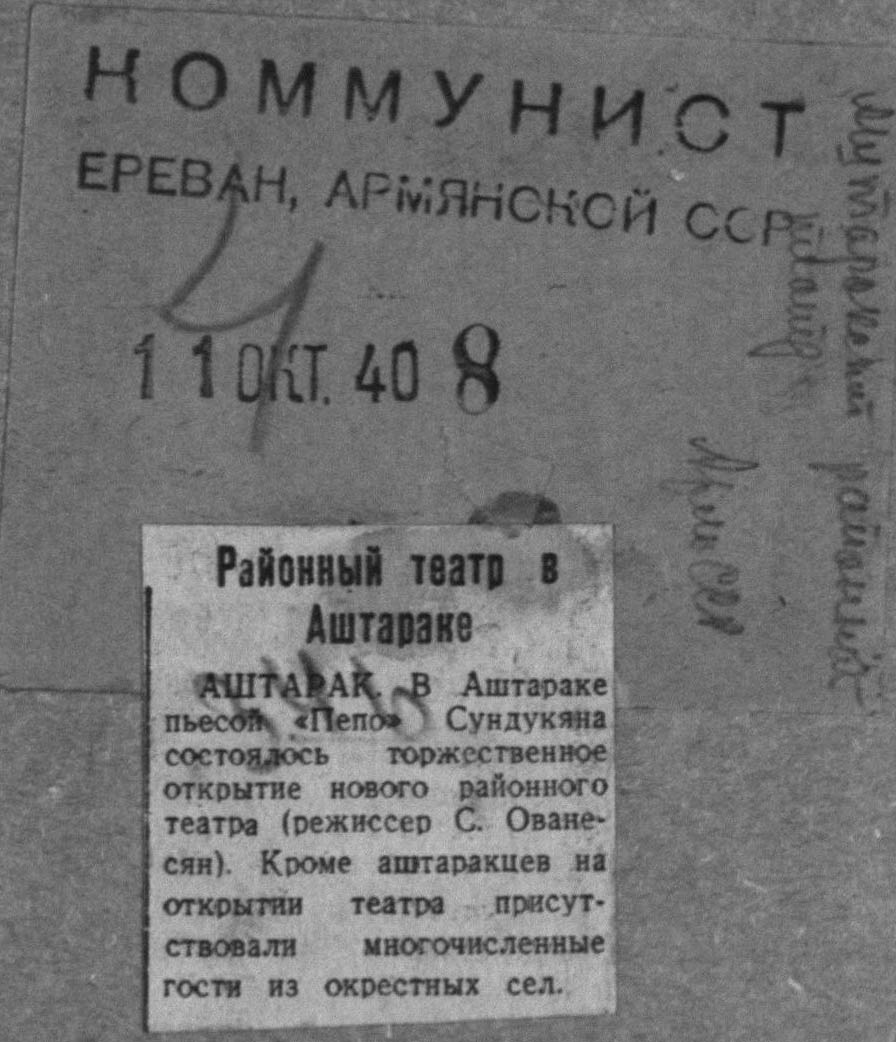 КОММУНИСТ
ЕРЕВАН, АРМЯНСКОЙ ССР
11 ОКТ. 40 8
Районный театр в
Аштараке
АШТАРАК. В Аштараке
пьесой «Пепо» Сундукяна
состоялось торжественное
открытие нового районного
театра (режиссер С. Оване-
сян). Кроме аштаракцев на
открытии театра присут-
ствовали многочисленные
гости из окрестных сел.